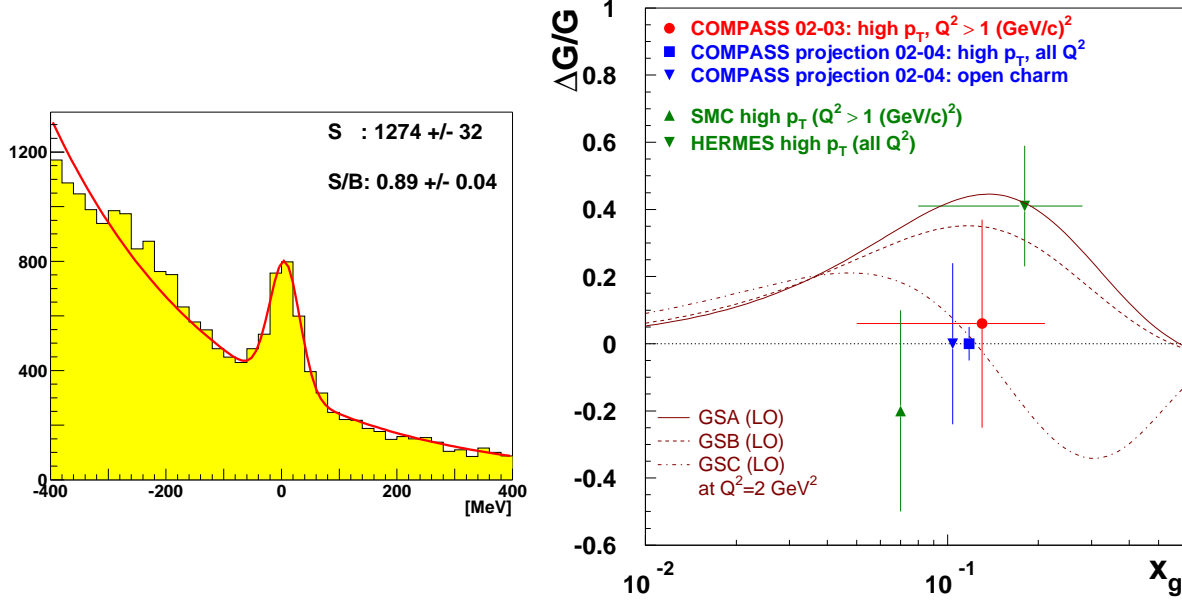 S : 1274 +/- 32
S/B: 0.89 +/- 0.04
1200
800
400
0
-400 -200 0 200 400
[MeV]
ΔG/G
1
0.8
0.6
0.4
0.2
0
-0.2
-0.4
-0.6
COMPASS 02-03: high p_T, Q² > 1 (GeV/c)²
COMPASS projection 02-04: high p_T, all Q²
COMPASS projection 02-04: open charm
SMC high p_T (Q² > 1 (GeV/c)²)
HERMES high p_T (all Q²)
GSA (LO)
GSB (LO)
GSC (LO)
at Q²=2 GeV²
10⁻² 10⁻¹ x_g